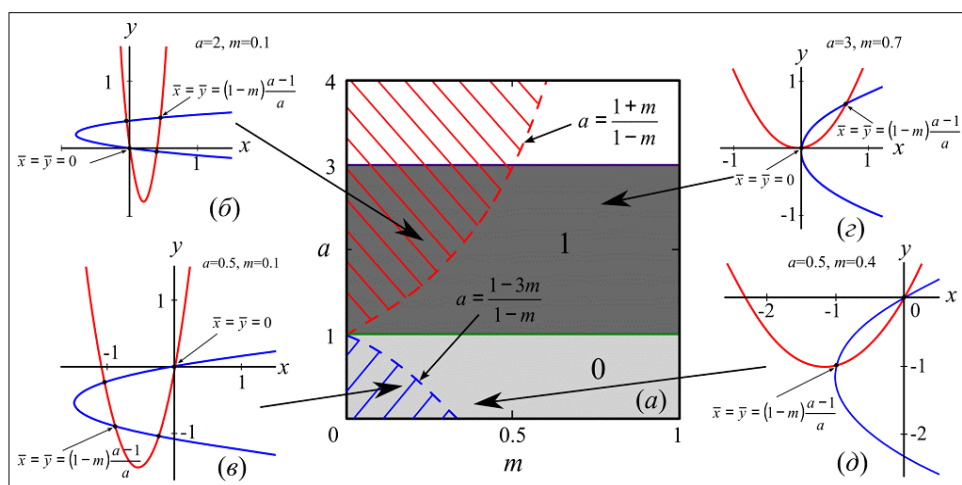 y
a=2, m=0.1
1
x̄ = ȳ = (1−m) (a−1)/a
x
1
x̄ = ȳ = 0
(б)
y
a=0.5, m=0.1
1
x̄ = ȳ = 0
-1
1
x
-1
x̄ = ȳ = (1−m) (a−1)/a
(в)
4
3
a
1
0
a = (1+m)/(1−m)
1
a = (1−3m)/(1−m)
0
(а)
0
0.5
1
m
y
a=3, m=0.7
1
x̄ = ȳ = (1−m) (a−1)/a
-1
1
x
x̄ = ȳ = 0
-1
(г)
a=0.5, m=0.4
y
x
-2
-1
0
-1
x̄ = ȳ = (1−m) (a−1)/a
-2
(д)